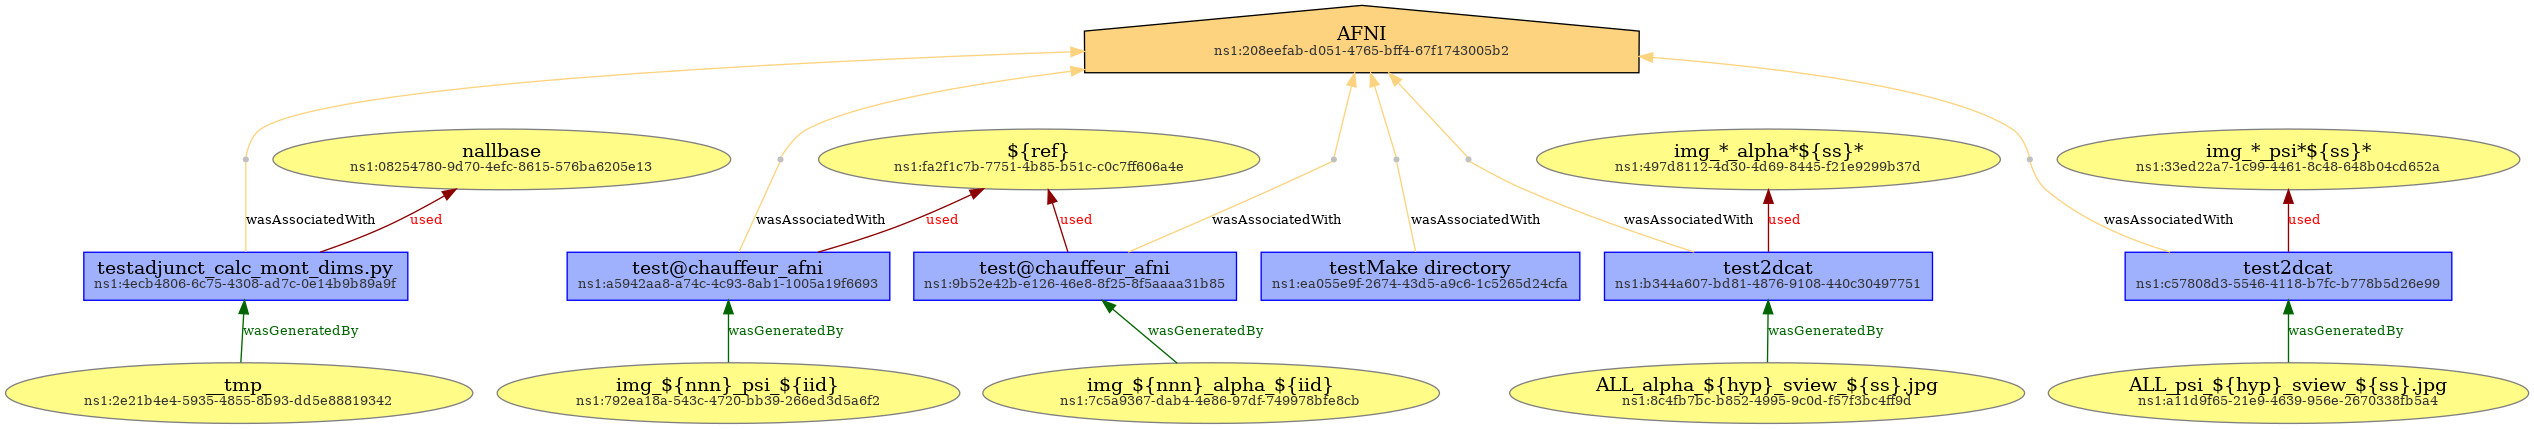 AFNI
ns1:208eefab-d051-4765-bff4-67f1743005b2
nallbase
ns1:08254780-9d70-4efc-8615-576ba6205e13
${ref}
ns1:fa2f1c7b-7751-4b85-b51c-c0c7ff606a4e
img_*_alpha*${ss}*
ns1:497d8112-4d30-4d69-8445-f21e9299b37d
img_*_psi*${ss}*
ns1:33ed22a7-1c99-4461-8c48-648b04cd652a
wasAssociatedWith
used
wasAssociatedWith
used
used
wasAssociatedWith
wasAssociatedWith
wasAssociatedWith
used
wasAssociatedWith
used
testadjunct_calc_mont_dims.py
ns1:4ecb4806-6c75-4308-ad7c-0e14b9b89a9f
test@chauffeur_afni
ns1:a5942aa8-a74c-4c93-8ab1-1005a19f6693
test@chauffeur_afni
ns1:9b52e42b-e126-46e8-8f25-8f5aaaa31b85
testMake directory
ns1:ea055e9f-2674-43d5-a9c6-1c5265d24cfa
test2dcat
ns1:b344a607-bd81-4876-9108-440c30497751
test2dcat
ns1:c57808d3-5546-4118-b7fc-b778b5d26e99
wasGeneratedBy
wasGeneratedBy
wasGeneratedBy
wasGeneratedBy
wasGeneratedBy
__tmp_
ns1:2e21b4e4-5935-4855-8b93-dd5e88819342
img_${nnn}_psi_${iid}
ns1:792ea18a-543c-4720-bb39-266ed3d5a6f2
img_${nnn}_alpha_${iid}
ns1:7c5a9367-dab4-4e86-97df-749978bfe8cb
ALL_alpha_${hyp}_sview_${ss}.jpg
ns1:8c4fb7bc-b852-4995-9c0d-f57f3bc4ff9d
ALL_psi_${hyp}_sview_${ss}.jpg
ns1:a11d9f65-21e9-4639-956e-2670338fb5a4